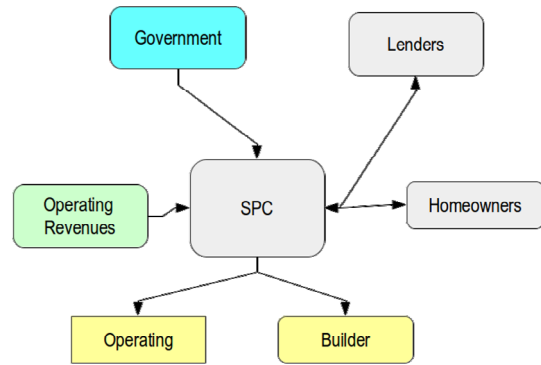 Government
Lenders
Operating
Revenues
SPC
Homeowners
Operating
Builder